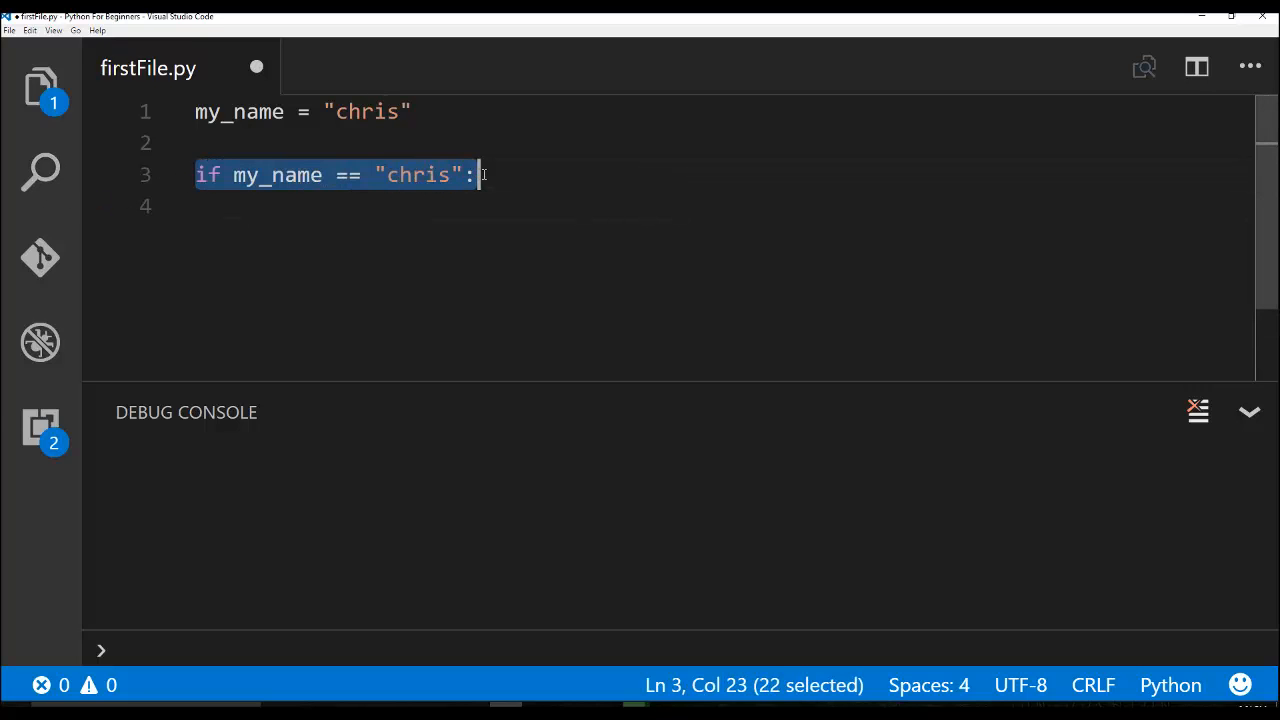 ● firstFile.py - Python For Beginners - Visual Studio Code
File Edit View Go Help
firstFile.py
1 my_name = "chris"
2
3 if my_name == "chris":
4
1
2
DEBUG CONSOLE
›
0 0 Ln 3, Col 23 (22 selected) Spaces: 4 UTF-8 CRLF Python